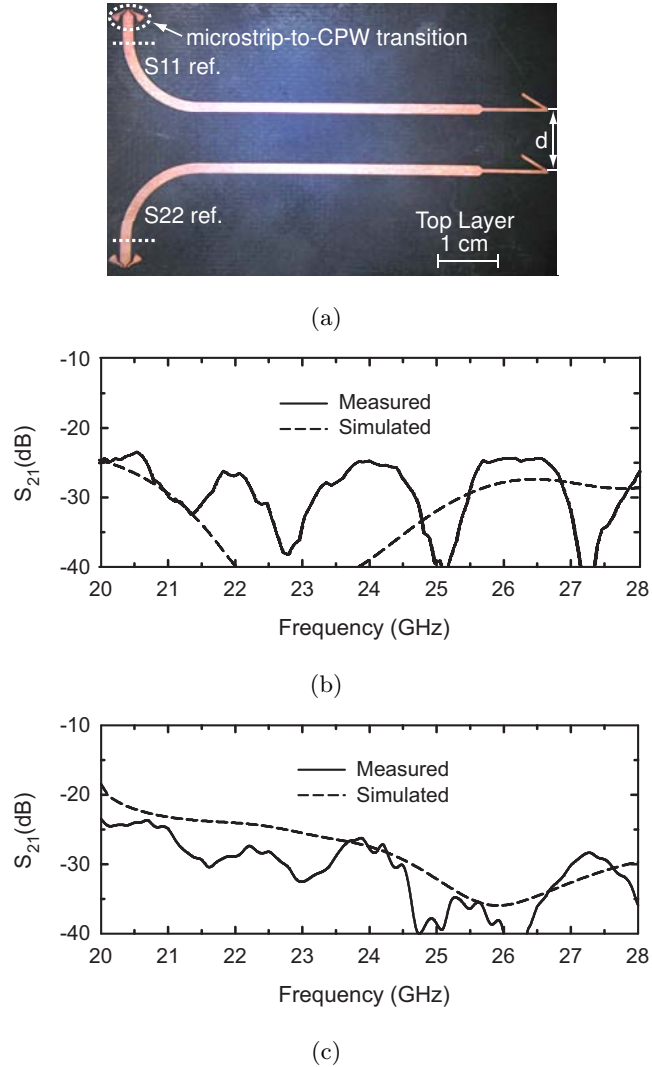 microstrip-to-CPW transition
S11 ref.
d
S22 ref.
Top Layer
1 cm
(a)
-10
-20
-30
-40
S21(dB)
Measured
Simulated
20 21 22 23 24 25 26 27 28
Frequency (GHz)
(b)
-10
-20
-30
-40
S21(dB)
Measured
Simulated
20 21 22 23 24 25 26 27 28
Frequency (GHz)
(c)